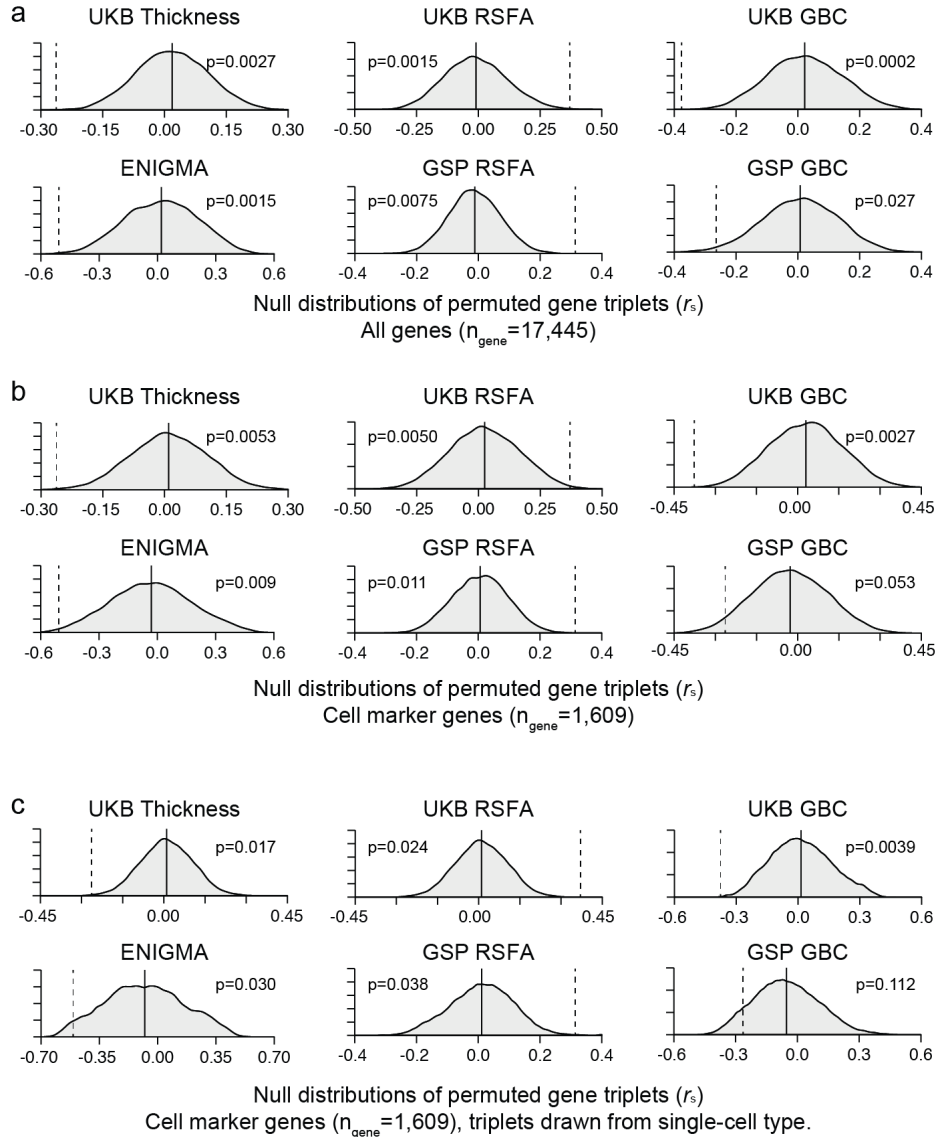 a
UKB Thickness UKB RSFA UKB GBC
p=0.0027 p=0.0015 p=0.0002
-0.30 -0.15 0.00 0.15 0.30 -0.50 -0.25 0.00 0.25 0.50 -0.4 -0.2 0.0 0.2 0.4
ENIGMA GSP RSFA GSP GBC
p=0.0015 p=0.0075 p=0.027
-0.6 -0.3 0.0 0.3 0.6 -0.4 -0.2 0.0 0.2 0.4 -0.4 -0.2 0.0 0.2 0.4
Null distributions of permuted gene triplets (rs)
All genes (ngene=17,445)
b
UKB Thickness UKB RSFA UKB GBC
p=0.0053 p=0.0050 p=0.0027
-0.30 -0.15 0.00 0.15 0.30 -0.50 -0.25 0.00 0.25 0.50 -0.45 0.00 0.45
ENIGMA GSP RSFA GSP GBC
p=0.009 p=0.011 p=0.053
-0.6 -0.3 0.0 0.3 0.6 -0.4 -0.2 0.0 0.2 0.4 -0.45 0.00 0.45
Null distributions of permuted gene triplets (rs)
Cell marker genes (ngene=1,609)
c
UKB Thickness UKB RSFA UKB GBC
p=0.017 p=0.024 p=0.0039
-0.45 0.00 0.45 -0.45 0.00 0.45 -0.6 -0.3 0.0 0.3 0.6
ENIGMA GSP RSFA GSP GBC
p=0.030 p=0.038 p=0.112
-0.70 -0.35 0.00 0.35 0.70 -0.4 -0.2 0.0 0.2 0.4 -0.6 -0.3 0.0 0.3 0.6
Null distributions of permuted gene triplets (rs)
Cell marker genes (ngene=1,609), triplets drawn from single-cell type.